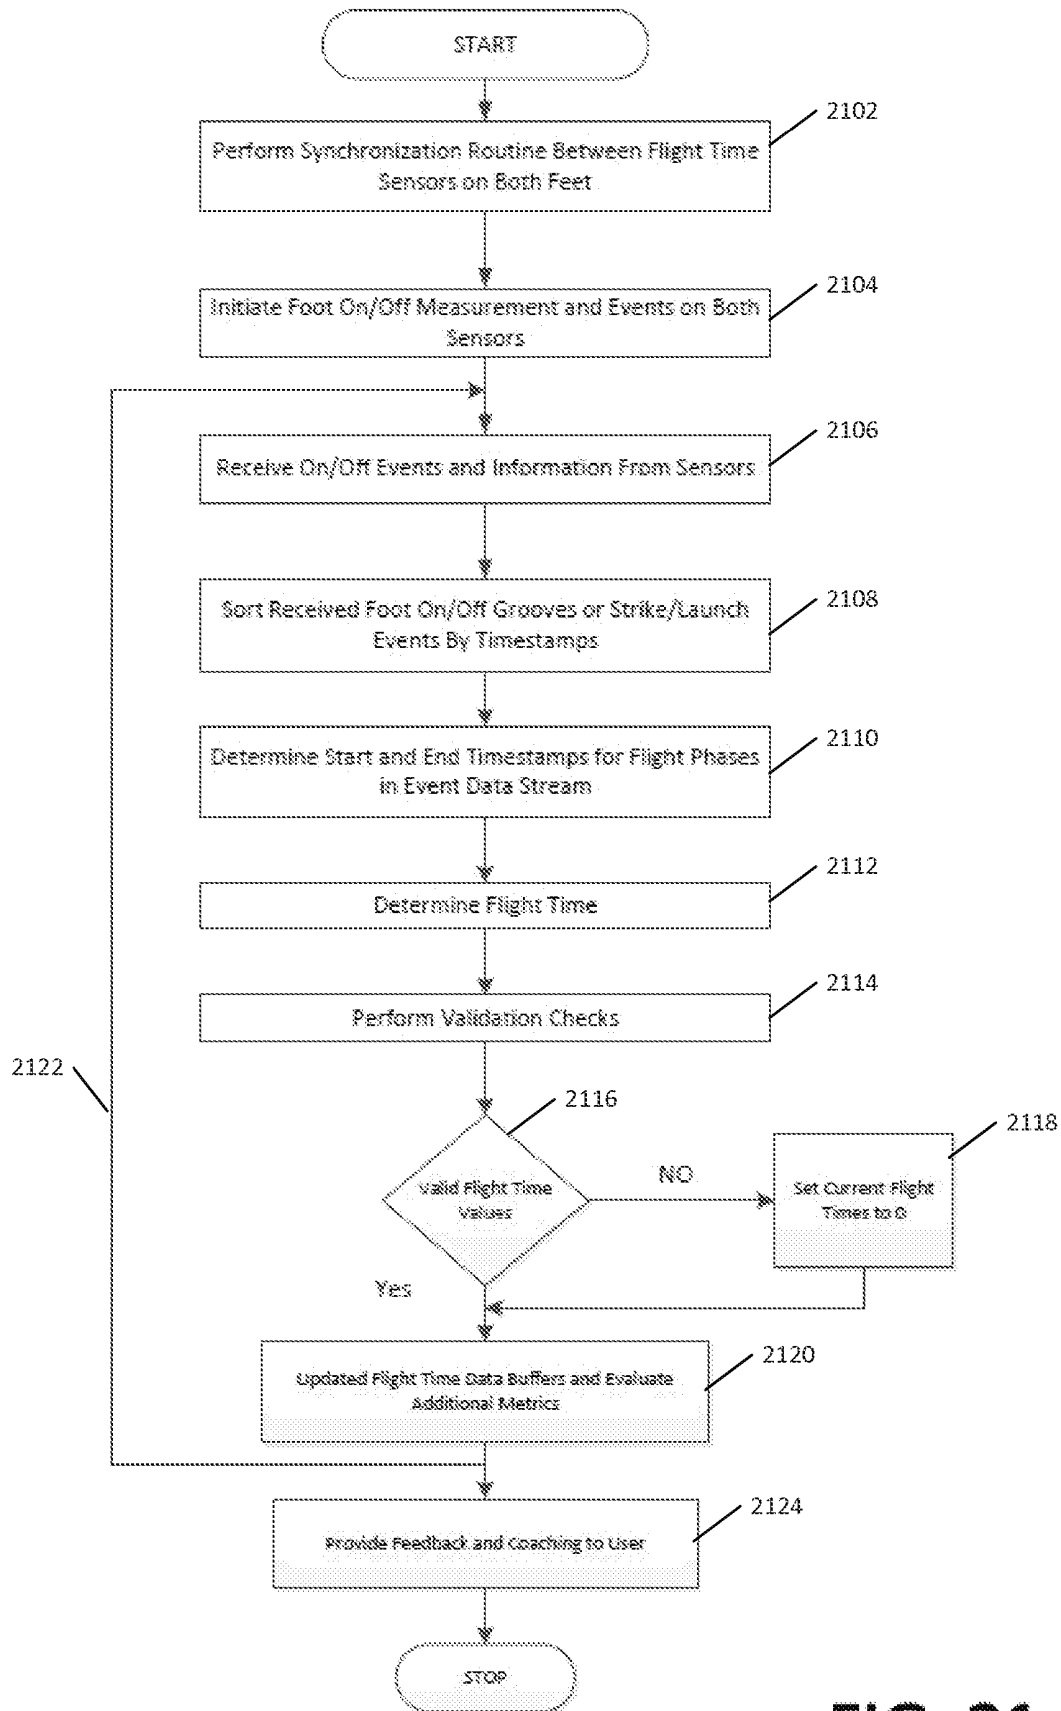 START
2102
Perform Synchronization Routine Between Flight Time
Sensors on Both Feet
2104
Initiate Foot On/Off Measurement and Events on Both
Sensors
2106
Receive On/Off Events and Information From Sensors
2108
Sort Received Foot On/Off Grooves or Strike/Launch
Events By Timestamps
2110
Determine Start and End Timestamps for Flight Phases
in Event Data Stream
2112
Determine Flight Time
2114
Perform Validation Checks
2122
2116
2118
Valid Flight Time
Values
NO
Set Current Flight
Times to 0
Yes
2120
Updated Flight Time Data Buffers and Evaluate
Additional Metrics
2124
Provide Feedback and Coaching to User
STOP